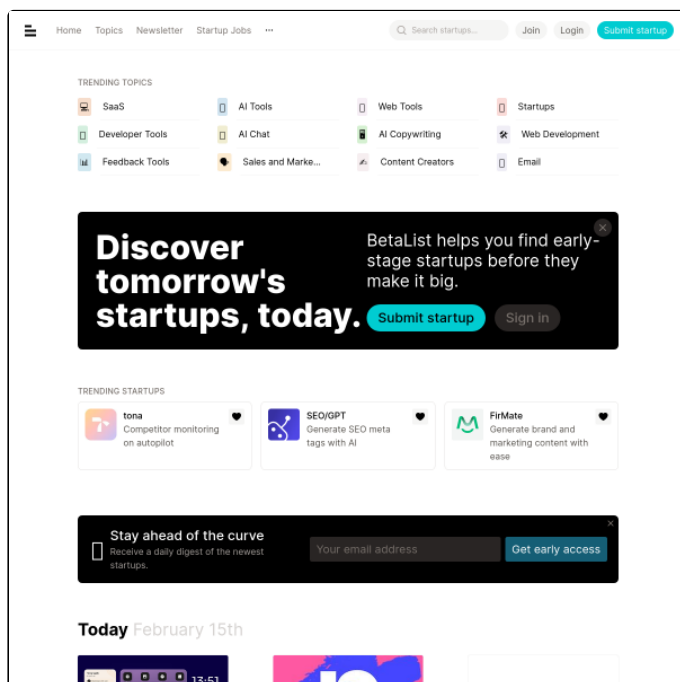 Home Topics Newsletter Startup Jobs ··· Search startups... Join Login Submit startup
TRENDING TOPICS
SaaS AI Tools Web Tools Startups
Developer Tools AI Chat AI Copywriting Web Development
Feedback Tools Sales and Marke... Content Creators Email
Discover
tomorrow's
startups, today.
BetaList helps you find early-
stage startups before they
make it big.
Submit startup Sign in
TRENDING STARTUPS
tona
Competitor monitoring
on autopilot
SEO/GPT
Generate SEO meta
tags with AI
FirMate
Generate brand and
marketing content with
ease
Stay ahead of the curve
Receive a daily digest of the newest
startups.
Your email address Get early access
Today February 15th
13:51